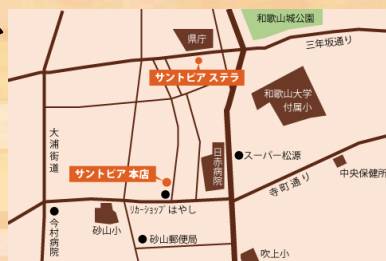 和歌山城公園
県庁
三年坂通り
サントピア ステラ
和歌山大学
付属小
大浦街道
日赤病院
スーパー松源
サントピア 本店
中央保健所
寺町通り
リカーショップはやし
今村病院
砂山小
砂山郵便局
吹上小